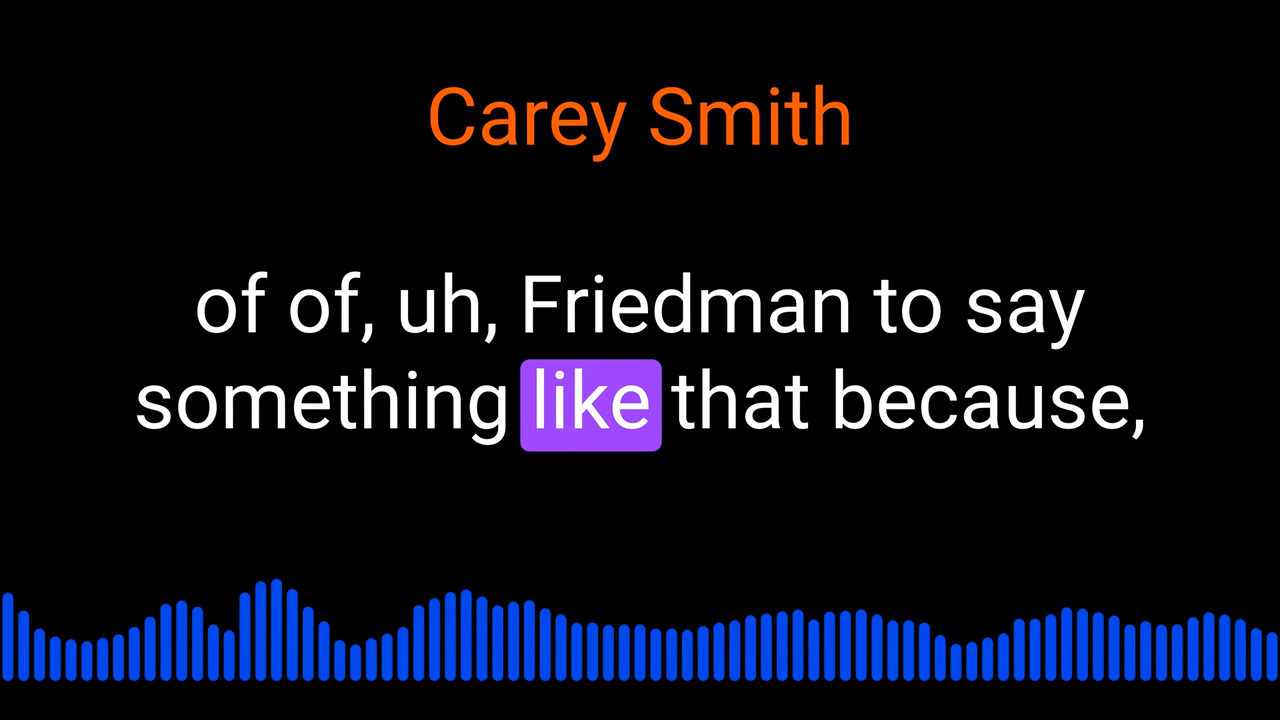 Carey Smith
of of, uh, Friedman to say
something like that because,